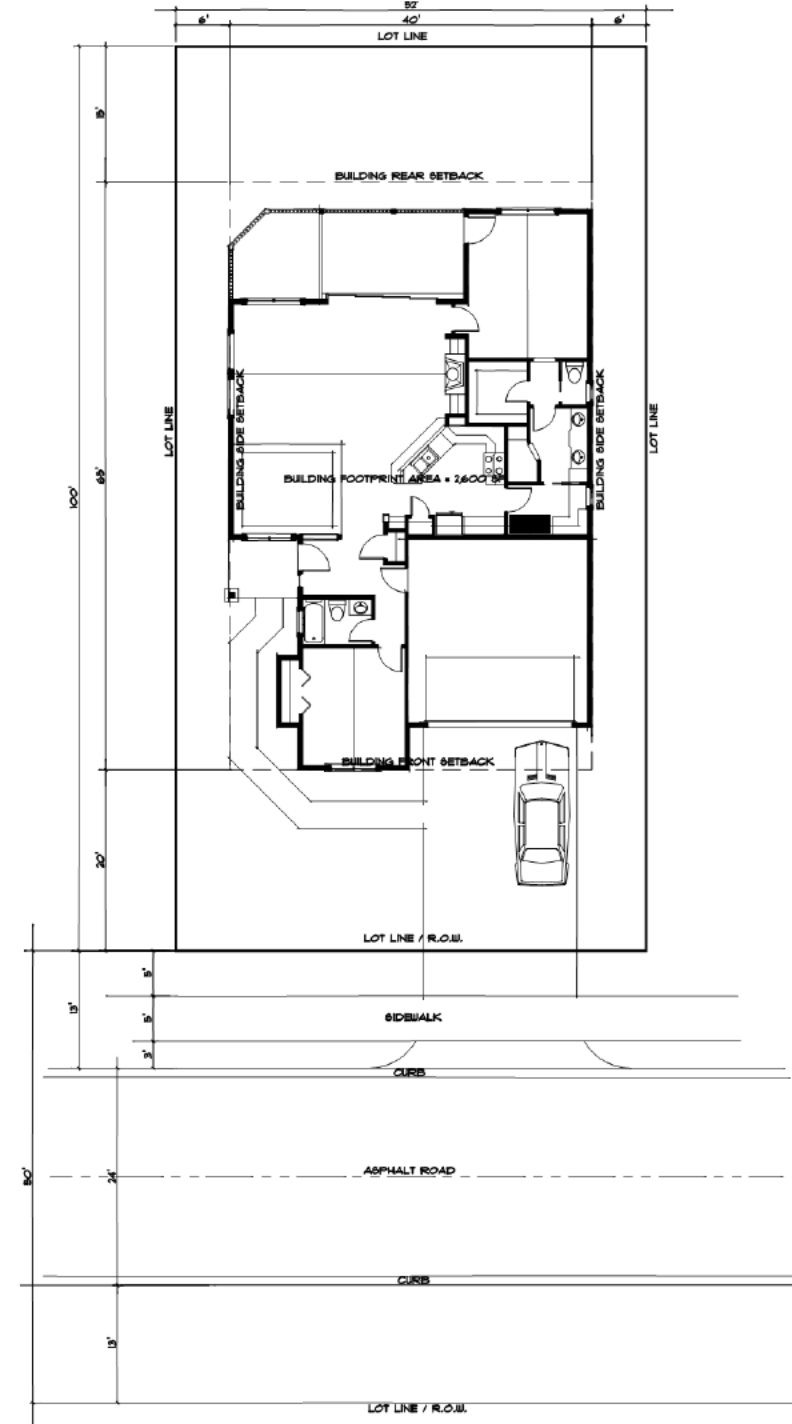 52'
6'
40'
6'
LOT LINE
15'
BUILDING REAR SETBACK
LOT LINE
BUILDING SIDE SETBACK
BUILDING SIDE SETBACK
LOT LINE
100'
65'
BUILDING FOOTPRINT AREA = 2,600 SF
BUILDING FRONT SETBACK
20'
LOT LINE / R.O.W.
5'
13'
5'
SIDEWALK
3'
CURB
50'
24'
ASPHALT ROAD
CURB
13'
LOT LINE / R.O.W.